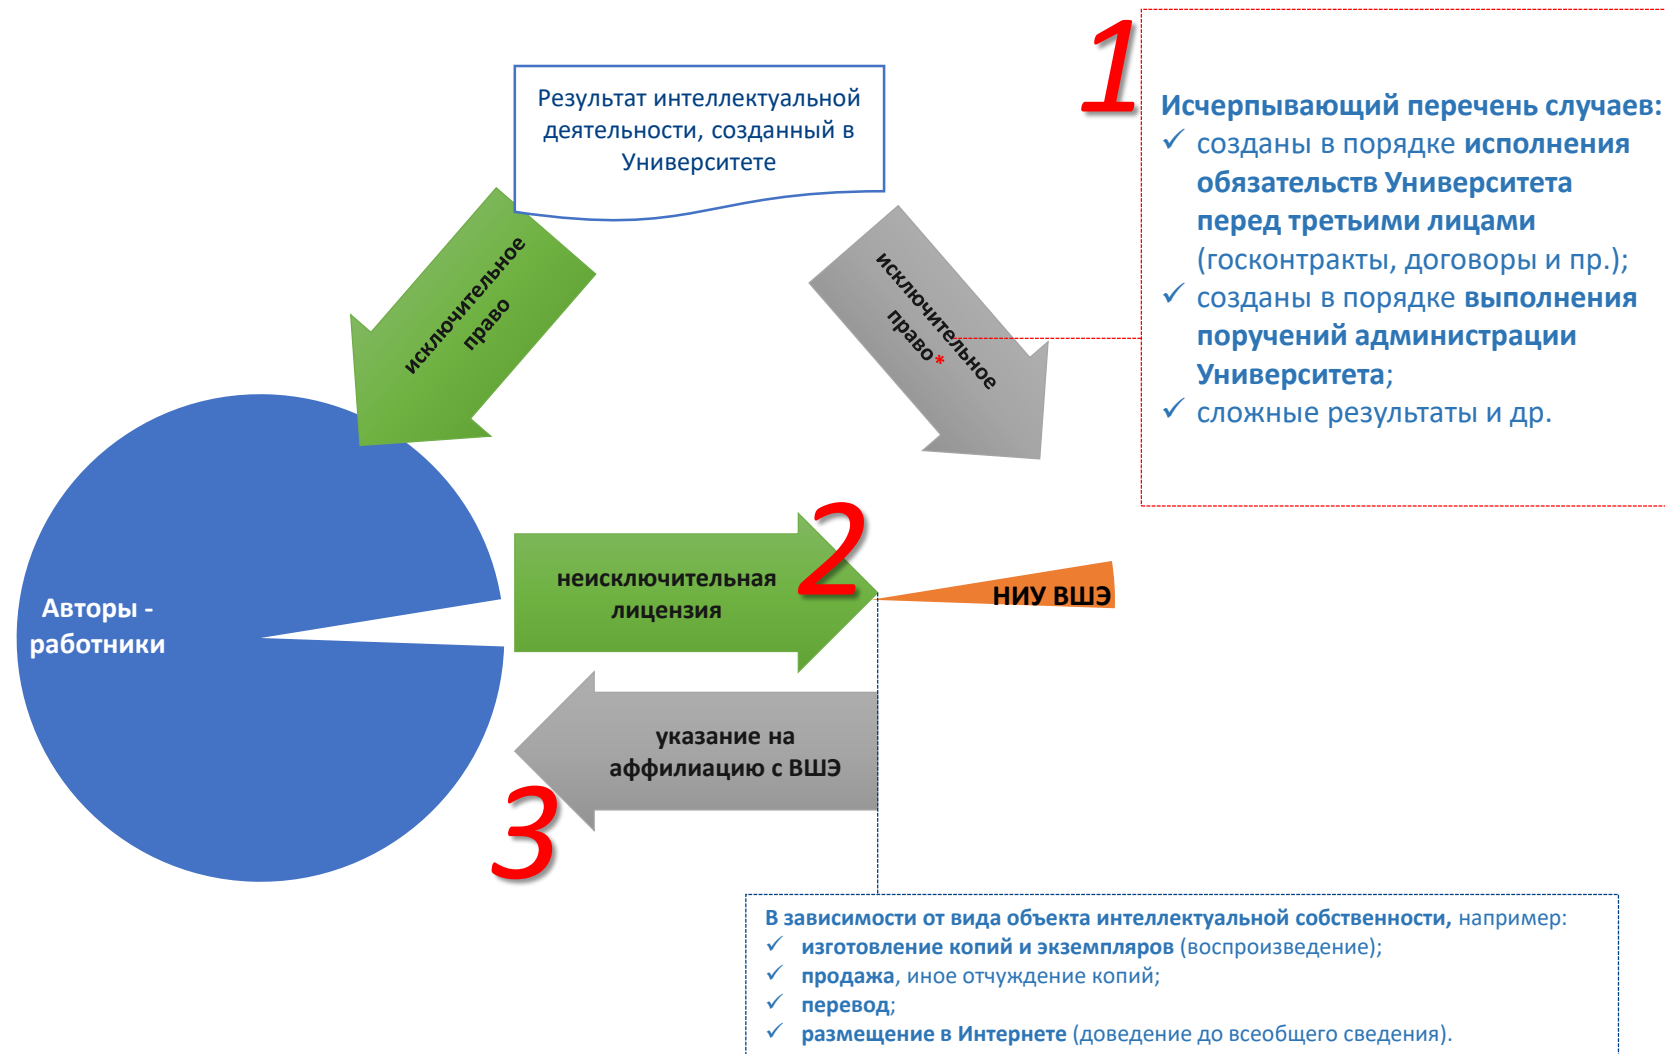 1
Результат интеллектуальной
деятельности, созданный в
Университете
Исчерпывающий перечень случаев:
✓ созданы в порядке исполнения
обязательств Университета
перед третьими лицами
(госконтракты, договоры и пр.);
✓ созданы в порядке выполнения
поручений администрации
Университета;
✓ сложные результаты и др.
исключительное
право
исключительное
право*
2
неисключительная
лицензия
НИУ ВШЭ
Авторы -
работники
указание на
аффилиацию с ВШЭ
3
В зависимости от вида объекта интеллектуальной собственности, например:
✓ изготовление копий и экземпляров (воспроизведение);
✓ продажа, иное отчуждение копий;
✓ перевод;
✓ размещение в Интернете (доведение до всеобщего сведения).